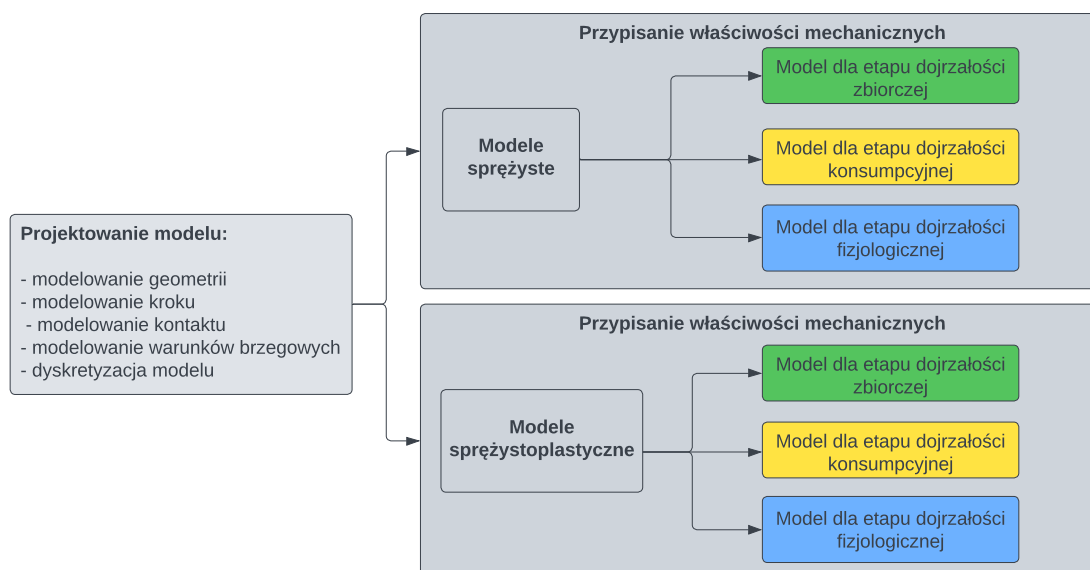 Projektowanie modelu:
- modelowanie geometrii
- modelowanie kroku
- modelowanie kontaktu
- modelowanie warunków brzegowych
- dyskretyzacja modelu
Przypisanie właściwości mechanicznych
Modele
sprężyste
Model dla etapu dojrzałości
zbiorczej
Model dla etapu dojrzałości
konsumpcyjnej
Model dla etapu dojrzałości
fizjologicznej
Przypisanie właściwości mechanicznych
Modele
sprężystoplastyczne
Model dla etapu dojrzałości
zbiorczej
Model dla etapu dojrzałości
konsumpcyjnej
Model dla etapu dojrzałości
fizjologicznej